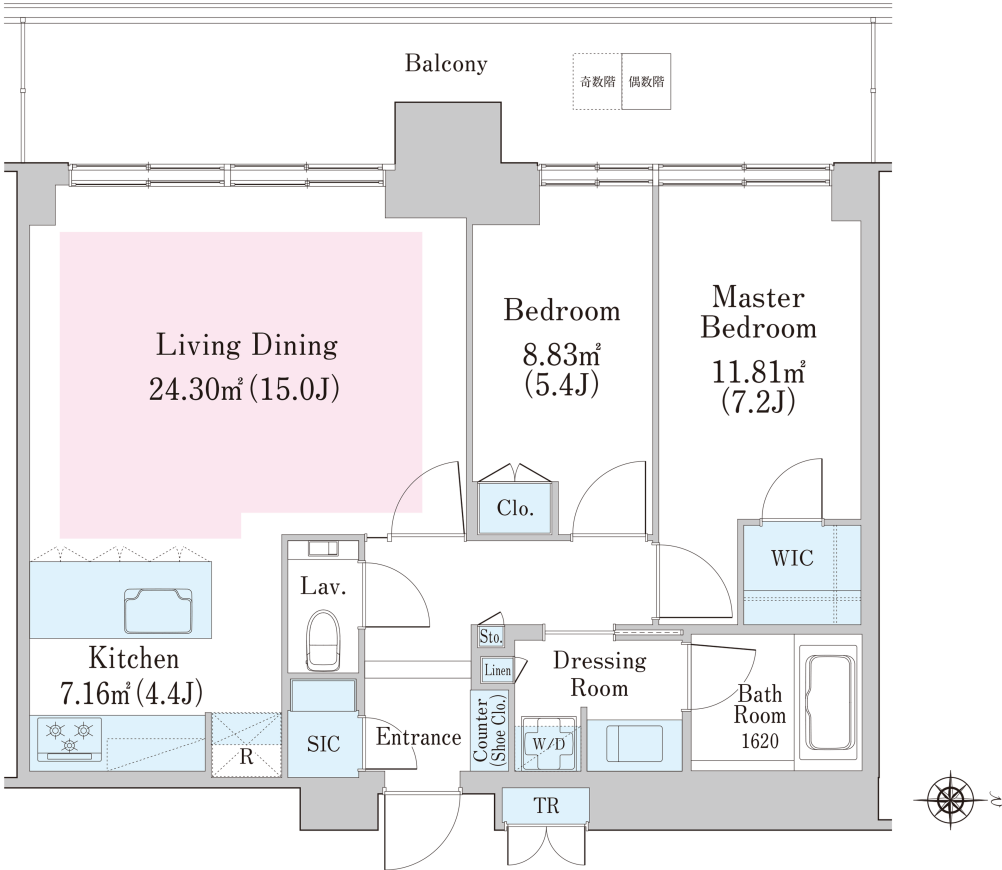 Balcony
奇数階
偶数階
Living Dining
24.30㎡(15.0J)
Bedroom
8.83㎡
(5.4J)
Master
Bedroom
11.81㎡
(7.2J)
Clo.
WIC
Lav.
Sto.
Linen
Kitchen
7.16㎡(4.4J)
R
SIC
Entrance
Counter
(Shoe Clo.)
Dressing
Room
W/D
Bath
Room
1620
TR
N